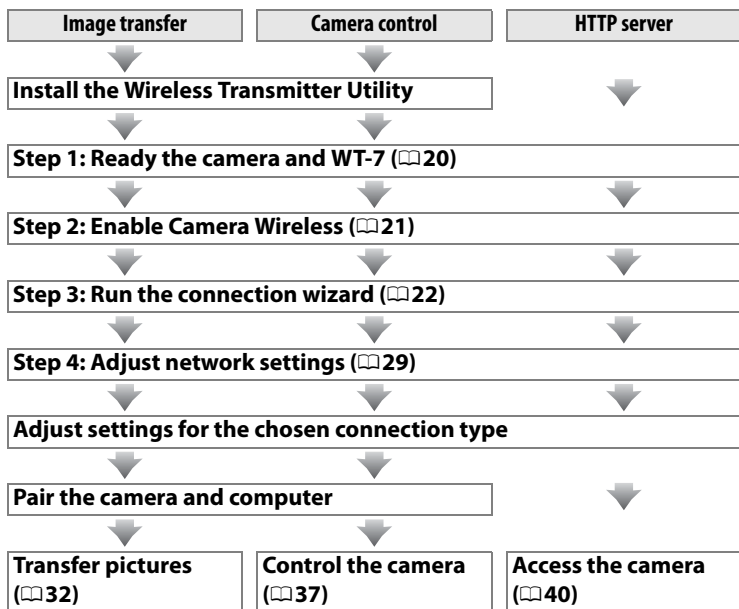 Image transfer
Camera control
HTTP server
Install the Wireless Transmitter Utility
Step 1: Ready the camera and WT-7 (📖20)
Step 2: Enable Camera Wireless (📖21)
Step 3: Run the connection wizard (📖22)
Step 4: Adjust network settings (📖29)
Adjust settings for the chosen connection type
Pair the camera and computer
Transfer pictures
(📖32)
Control the camera
(📖37)
Access the camera
(📖40)